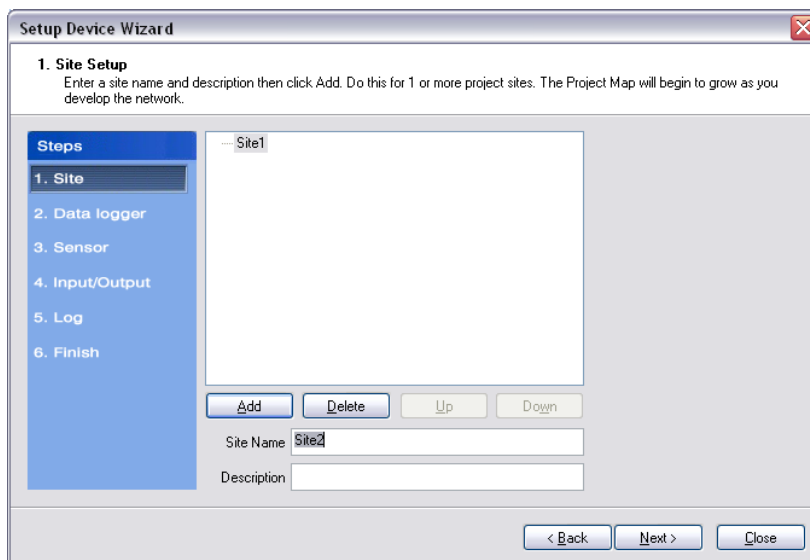 Setup Device Wizard
1. Site Setup
Enter a site name and description then click Add. Do this for 1 or more project sites. The Project Map will begin to grow as you
develop the network.
Steps
1. Site
2. Data logger
3. Sensor
4. Input/Output
5. Log
6. Finish
Site1
Add
Delete
Up
Down
Site Name
Site2
Description
< Back
Next >
Close